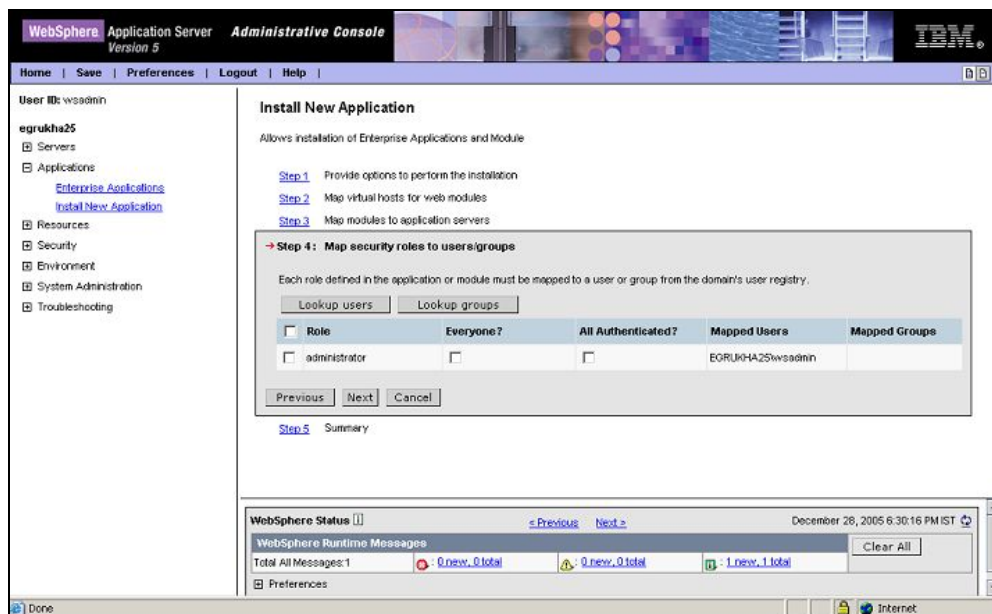 WebSphere Application Server Administrative Console
Version 5
IBM
Home | Save | Preferences | Logout | Help |
User ID: wsadmin
egrukha25
Servers
Applications
Enterprise Applications
Install New Application
Resources
Security
Environment
System Administration
Troubleshooting
Install New Application
Allows installation of Enterprise Applications and Module
Step 1 Provide options to perform the installation
Step 2 Map virtual hosts for web modules
Step 3 Map modules to application servers
Step 4: Map security roles to users/groups
Each role defined in the application or module must be mapped to a user or group from the domain's user registry.
Lookup users Lookup groups
Role Everyone? All Authenticated? Mapped Users Mapped Groups
administrator EGRUKHA25\wsadmin
Previous Next Cancel
Step 5 Summary
WebSphere Status < Previous Next > December 28, 2005 6:30:16 PM IST
WebSphere Runtime Messages Clear All
Total All Messages:1 : 0 new, 0 total : 0 new, 0 total : 1 new, 1 total
Preferences
Done Internet